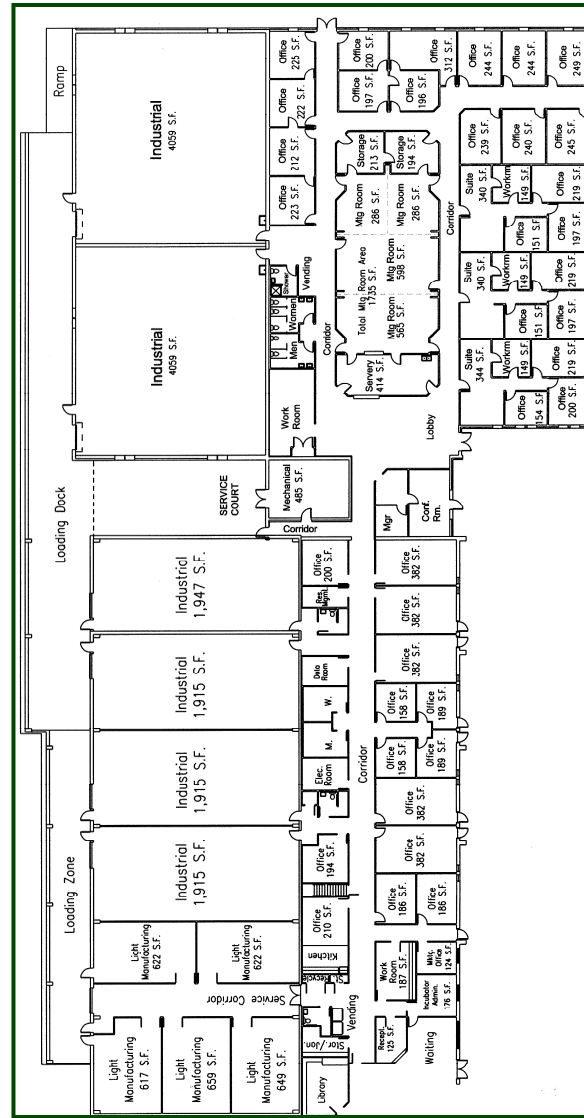 Ramp
Industrial
4059 S.F.
Office
225 S.F.
Office
222 S.F.
Office
212 S.F.
Office
223 S.F.
Office
200 S.F.
Office
197 S.F.
Office
196 S.F.
Office
312 S.F.
Office
244 S.F.
Office
244 S.F.
Office
249 S.F.
Storage
213 S.F.
Storage
194 S.F.
Mtg Room
286 S.F.
Mtg Room
286 S.F.
Total Mtg. Room Area
1735 S.F.
Mtg Room
598 S.F.
Mtg Room
565 S.F.
Servery
414 S.F.
Corridor
Corridor
Office
239 S.F.
Office
240 S.F.
Office
245 S.F.
Suite
340 S.F.
Workrm
149 S.F.
Office
219 S.F.
Office
151 S.F.
Office
197 S.F.
Suite
340 S.F.
Workrm
149 S.F.
Office
219 S.F.
Office
151 S.F.
Office
197 S.F.
Suite
344 S.F.
Workrm
149 S.F.
Office
219 S.F.
Office
154 S.F.
Office
200 S.F.
Industrial
4059 S.F.
Vending
Shower
Women
Men
Work
Room
Lobby
Loading Dock
SERVICE
COURT
Mechanical
485 S.F.
Corridor
Mgr
Conf.
Rm.
Industrial
1,947 S.F.
Industrial
1,915 S.F.
Industrial
1,915 S.F.
Industrial
1,915 S.F.
Office
200 S.F.
Res.
Mgmt.
Data
Room
W.
M.
Elec.
Room
Office
194 S.F.
Office
210 S.F.
Kitchen
Corridor
Office
382 S.F.
Office
382 S.F.
Office
382 S.F.
Office
158 S.F.
Office
189 S.F.
Office
158 S.F.
Office
189 S.F.
Office
382 S.F.
Office
382 S.F.
Office
186 S.F.
Office
186 S.F.
Loading Zone
Light
Manufacturing
622 S.F.
Light
Manufacturing
622 S.F.
Service Corridor
Light
Manufacturing
617 S.F.
Light
Manufacturing
659 S.F.
Light
Manufacturing
649 S.F.
St.
Recycle
Vending
Stor/Jan.
Library
Work
Room
187 S.F.
Mktg.
Office
124 S.F.
Incubator
Admin.
176 S.F.
Recept.
125 S.F.
Waiting